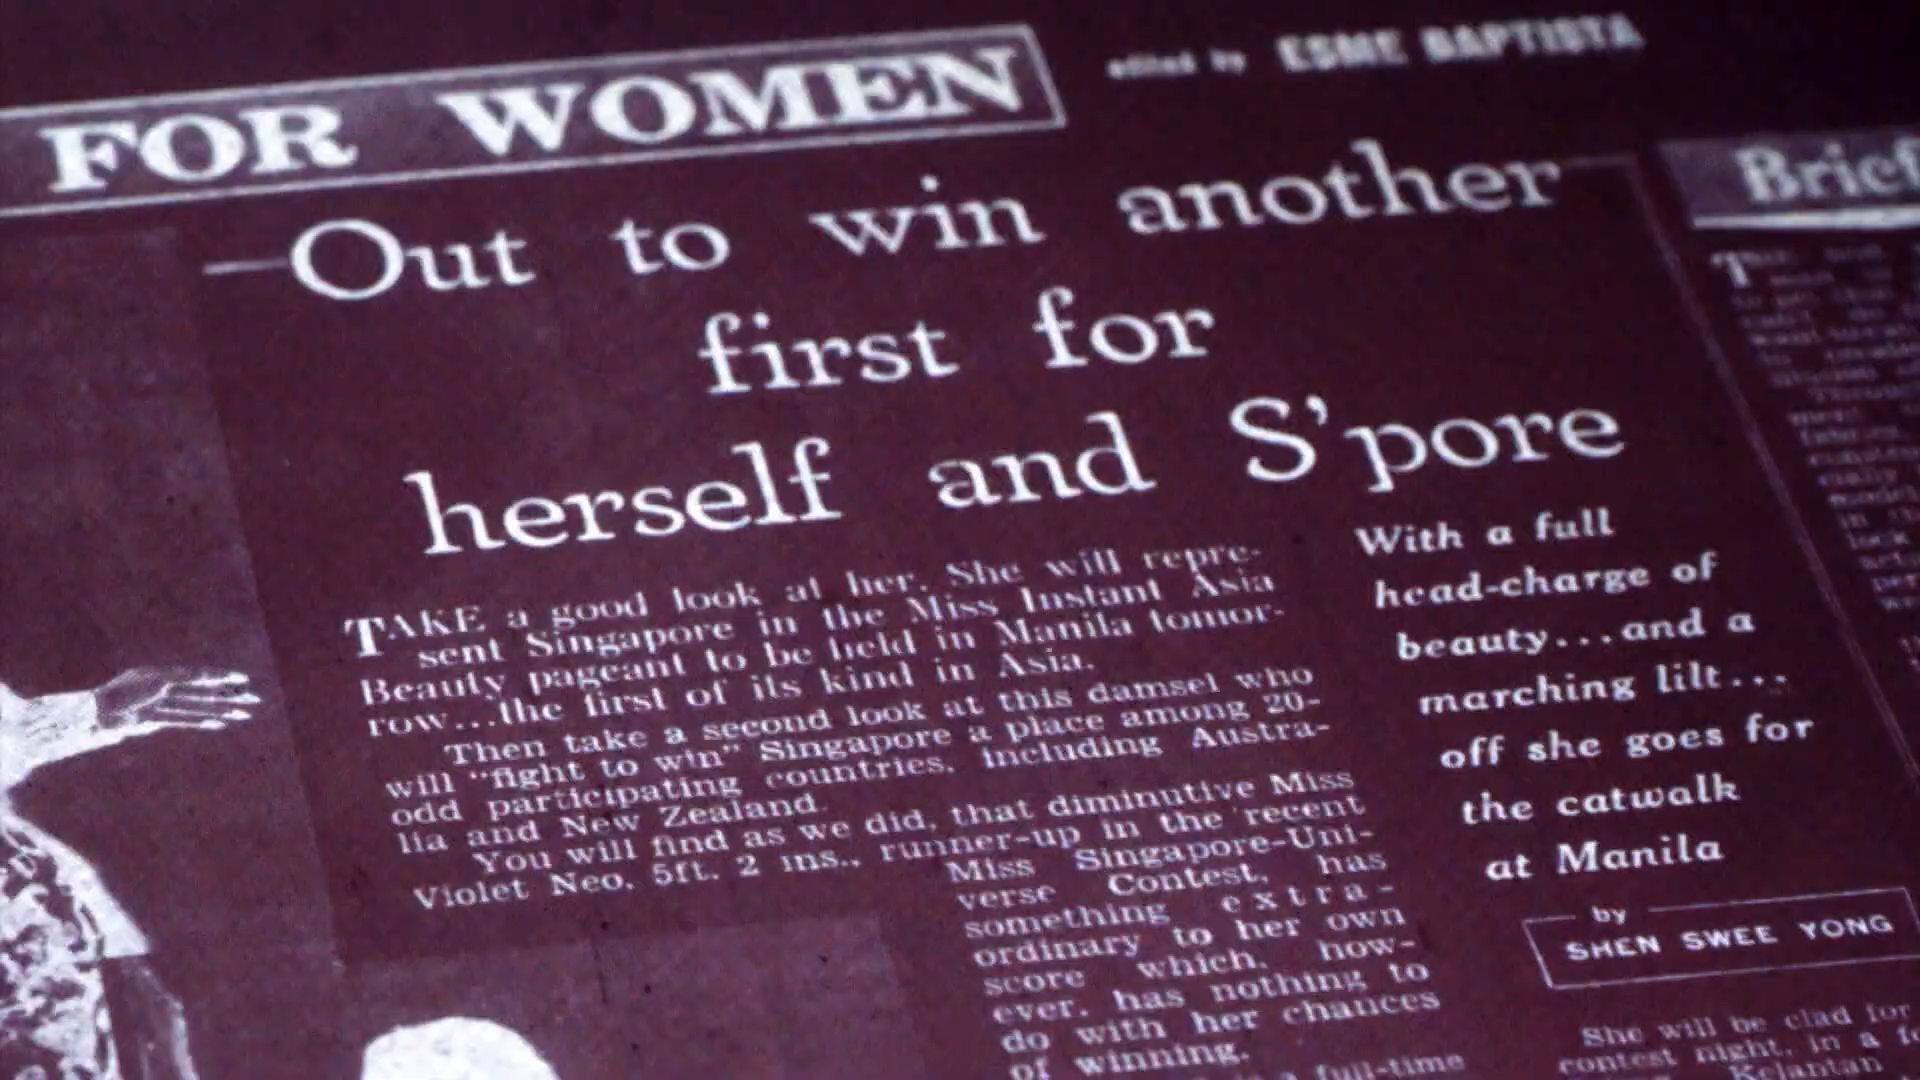 FOR WOMEN
edited by ESME BAPTISTA
Out to win another
first for
herself and S'pore
TAKE a good look at her. She will repre-
sent Singapore in the Miss Instant Asia
Beauty pageant to be held in Manila tomor-
row...the first of its kind in Asia.
Then take a second look at this damsel who
will "fight to win" Singapore a place among 20-
odd participating countries, including Austra-
lia and New Zealand.
You will find as we did, that diminutive Miss
Violet Neo, 5ft. 2 ins., runner-up in the recent
Miss Singapore-Uni-
verse Contest, has
something extra-
ordinary to her own
score which, how-
ever, has nothing to
do with her chances
of winning.
a full-time
With a full
head-charge of
beauty...and a
marching lilt...
off she goes for
the catwalk
at Manila
by
SHEN SWEE YONG
She will be clad for
contest night, in a
Kelantan
Brief